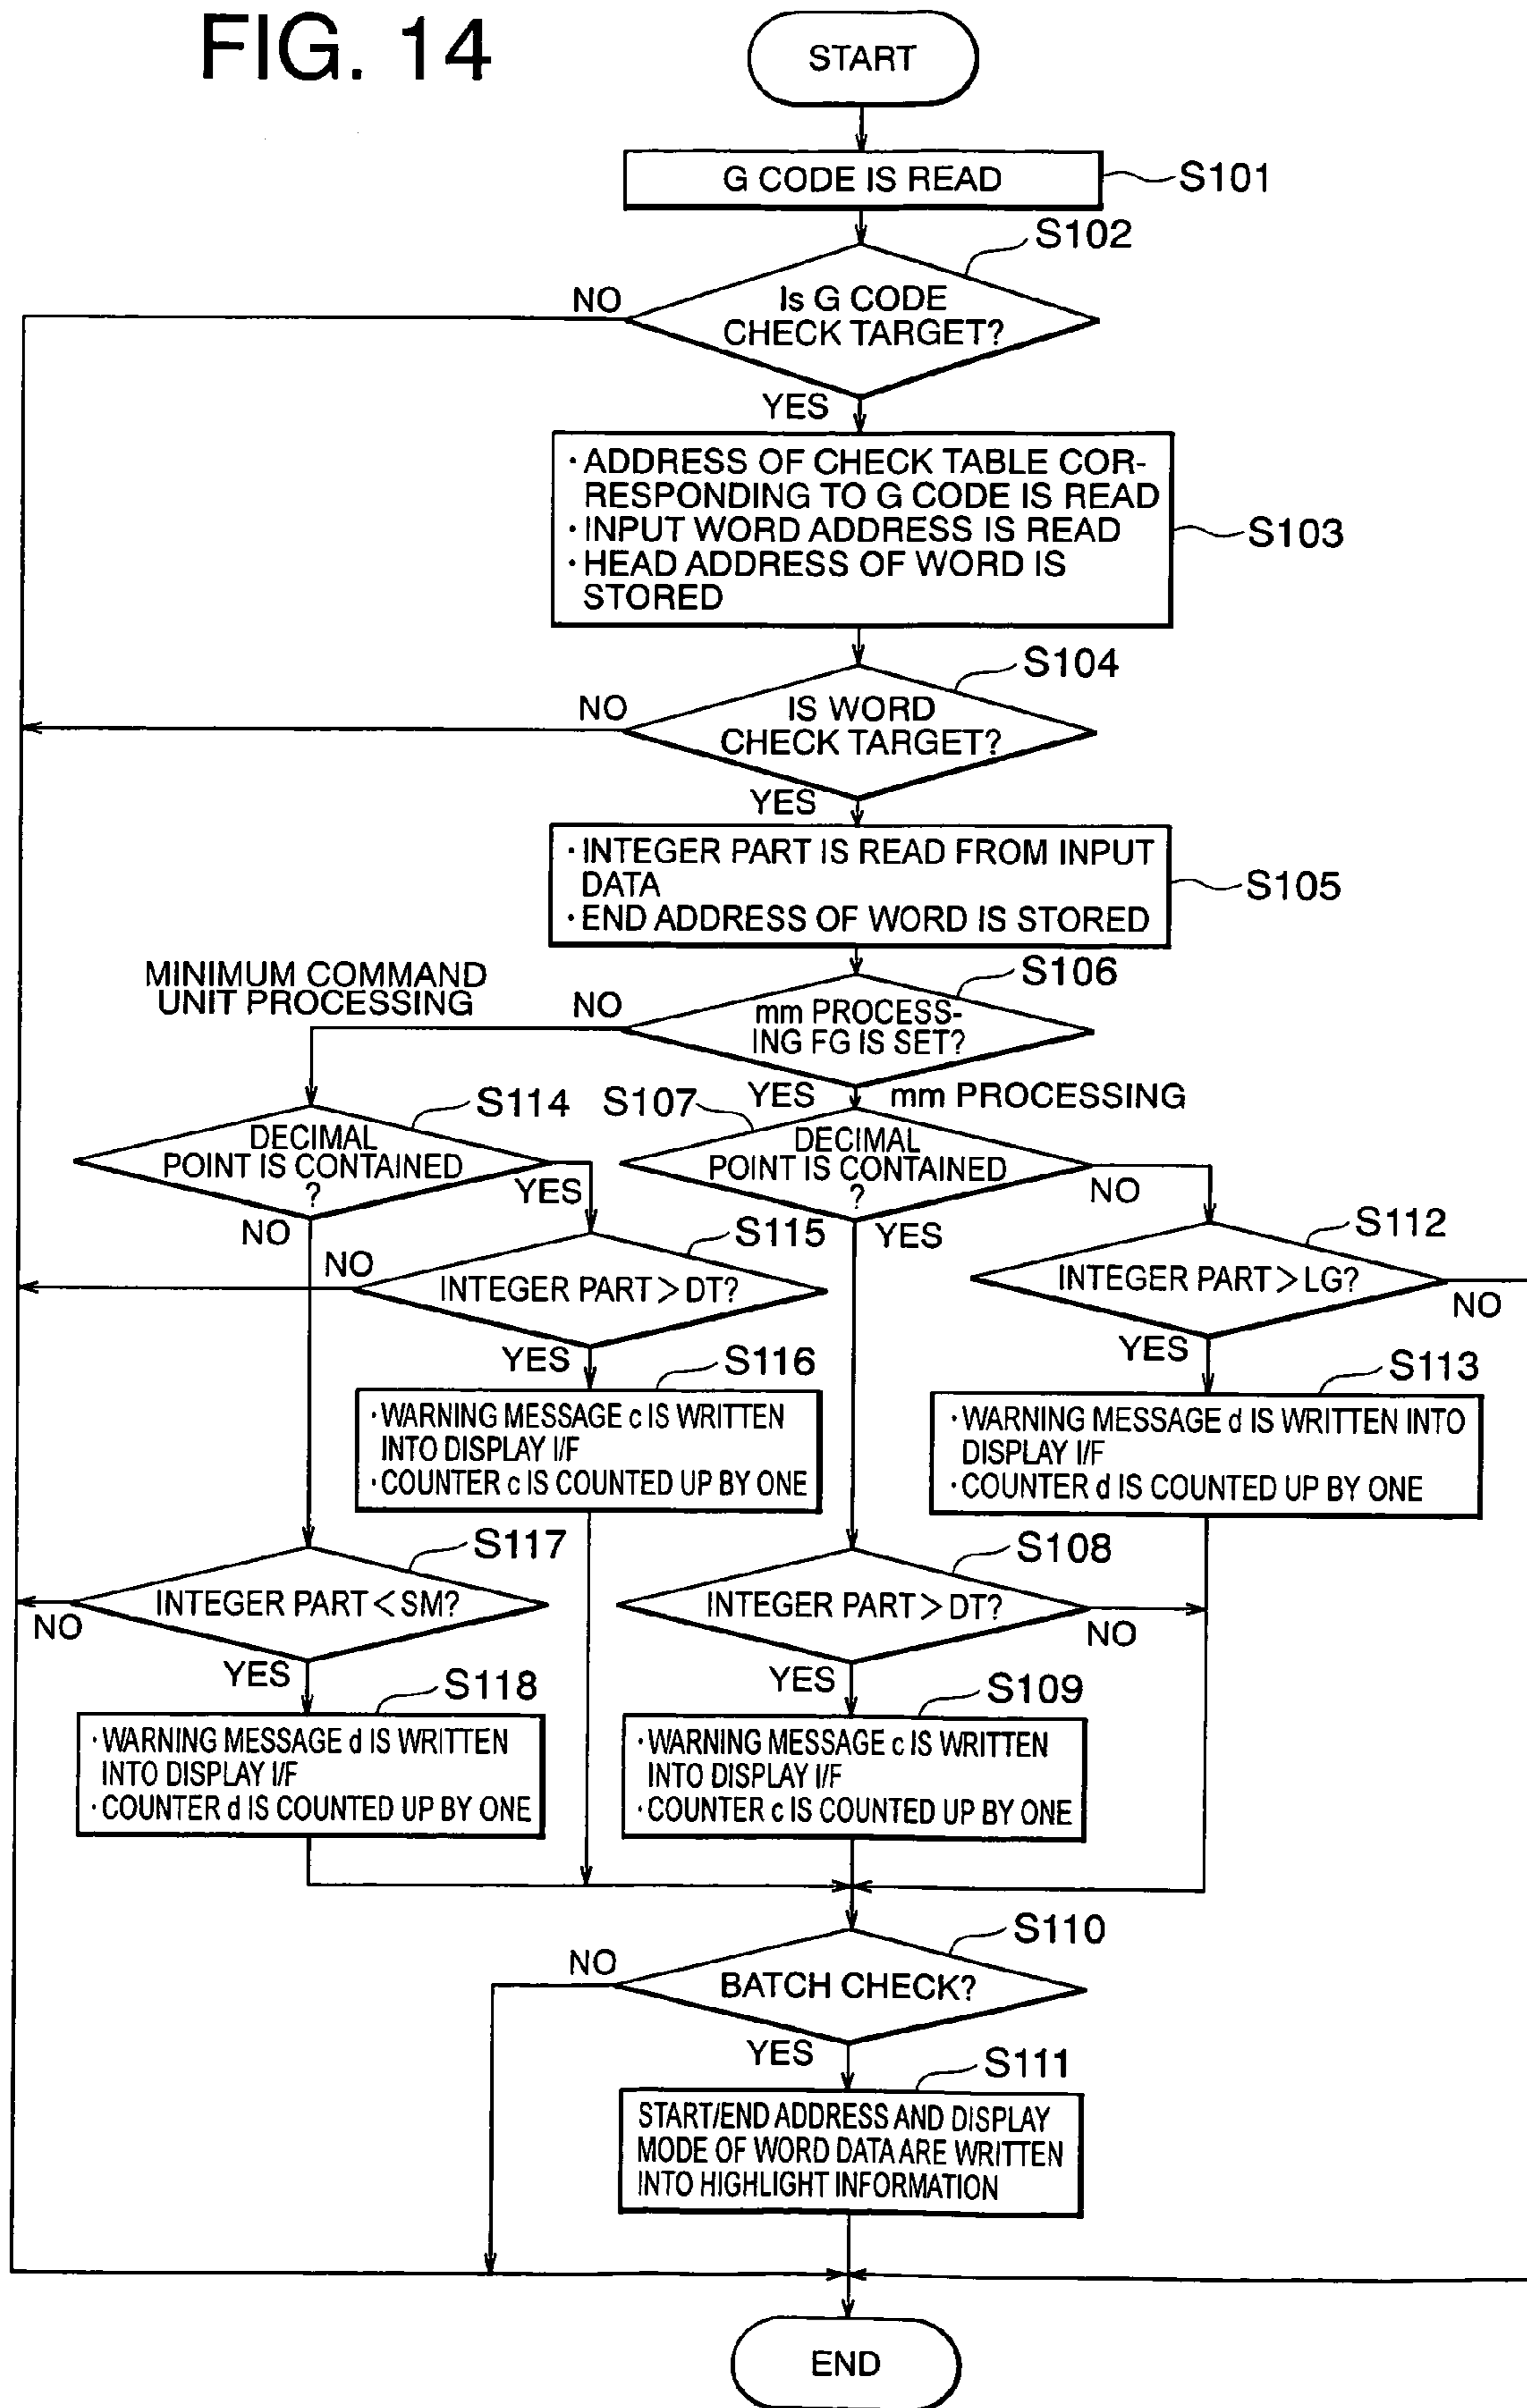 FIG. 14
START
G CODE IS READ
S101
S102
NO
Is G CODE
CHECK TARGET?
YES
· ADDRESS OF CHECK TABLE COR-
RESPONDING TO G CODE IS READ
· INPUT WORD ADDRESS IS READ
· HEAD ADDRESS OF WORD IS
STORED
S103
S104
NO
IS WORD
CHECK TARGET?
YES
· INTEGER PART IS READ FROM INPUT
DATA
· END ADDRESS OF WORD IS STORED
S105
MINIMUM COMMAND
UNIT PROCESSING
NO
S106
mm PROCESS-
ING FG IS SET?
YES
mm PROCESSING
S114
DECIMAL
POINT IS CONTAINED
?
YES
NO
S107
DECIMAL
POINT IS CONTAINED
?
NO
YES
S115
NO
INTEGER PART > DT?
YES
S112
INTEGER PART > LG?
NO
YES
S116
· WARNING MESSAGE c IS WRITTEN
INTO DISPLAY I/F
· COUNTER c IS COUNTED UP BY ONE
S113
· WARNING MESSAGE d IS WRITTEN INTO
DISPLAY I/F
· COUNTER d IS COUNTED UP BY ONE
S117
INTEGER PART < SM?
NO
YES
S108
INTEGER PART > DT?
NO
YES
S118
· WARNING MESSAGE d IS WRITTEN
INTO DISPLAY I/F
· COUNTER d IS COUNTED UP BY ONE
S109
· WARNING MESSAGE c IS WRITTEN
INTO DISPLAY I/F
· COUNTER c IS COUNTED UP BY ONE
S110
NO
BATCH CHECK?
YES
S111
START/END ADDRESS AND DISPLAY
MODE OF WORD DATA ARE WRITTEN
INTO HIGHLIGHT INFORMATION
END